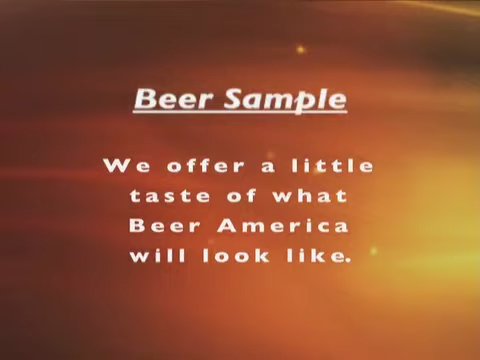 Beer Sample
We offer a little
taste of what
Beer America
will look like.